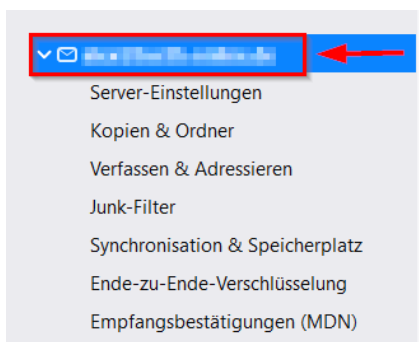 Server-Einstellungen
Kopien & Ordner
Verfassen & Adressieren
Junk-Filter
Synchronisation & Speicherplatz
Ende-zu-Ende-Verschlüsselung
Empfangsbestätigungen (MDN)